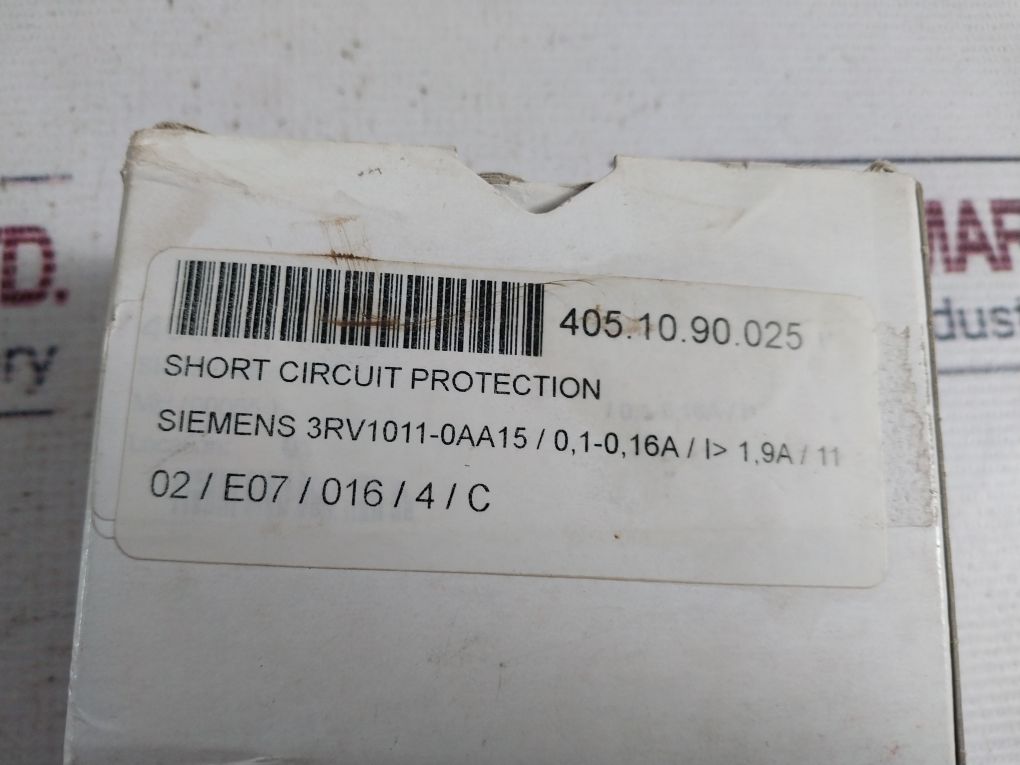 405.10.90.025
SHORT CIRCUIT PROTECTION
SIEMENS 3RV1011-0AA15 / 0,1-0,16A / I> 1,9A / 11
02 / E07 / 016 / 4 / C